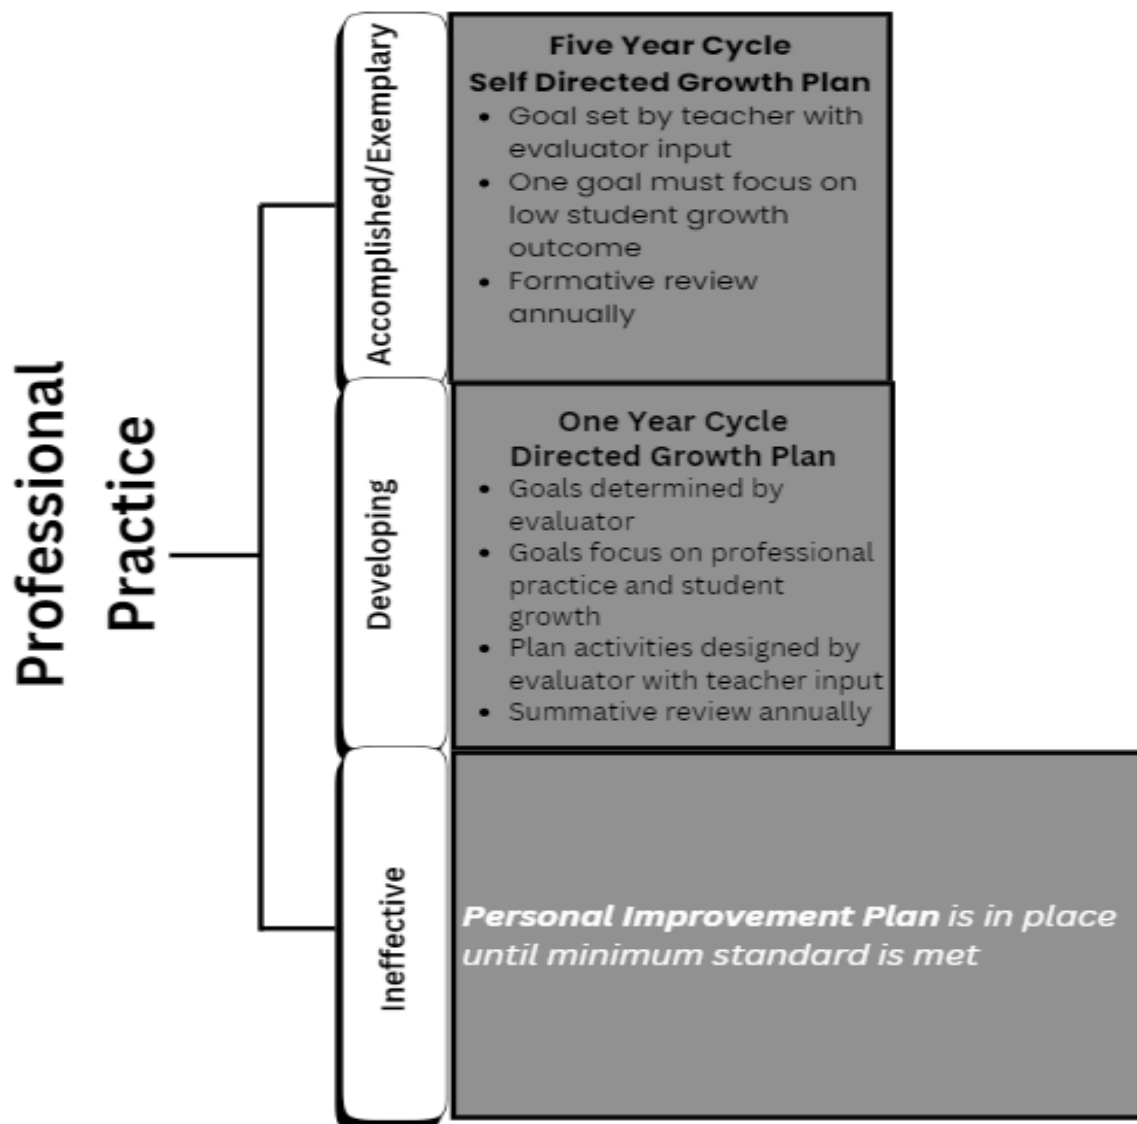 Professional
Practice
Accomplished/Exemplary
Five Year Cycle
Self Directed Growth Plan
• Goal set by teacher with
evaluator input
• One goal must focus on
low student growth
outcome
• Formative review
annually
Developing
One Year Cycle
Directed Growth Plan
• Goals determined by
evaluator
• Goals focus on professional
practice and student
growth
• Plan activities designed by
evaluator with teacher input
• Summative review annually
Ineffective
Personal Improvement Plan is in place
until minimum standard is met